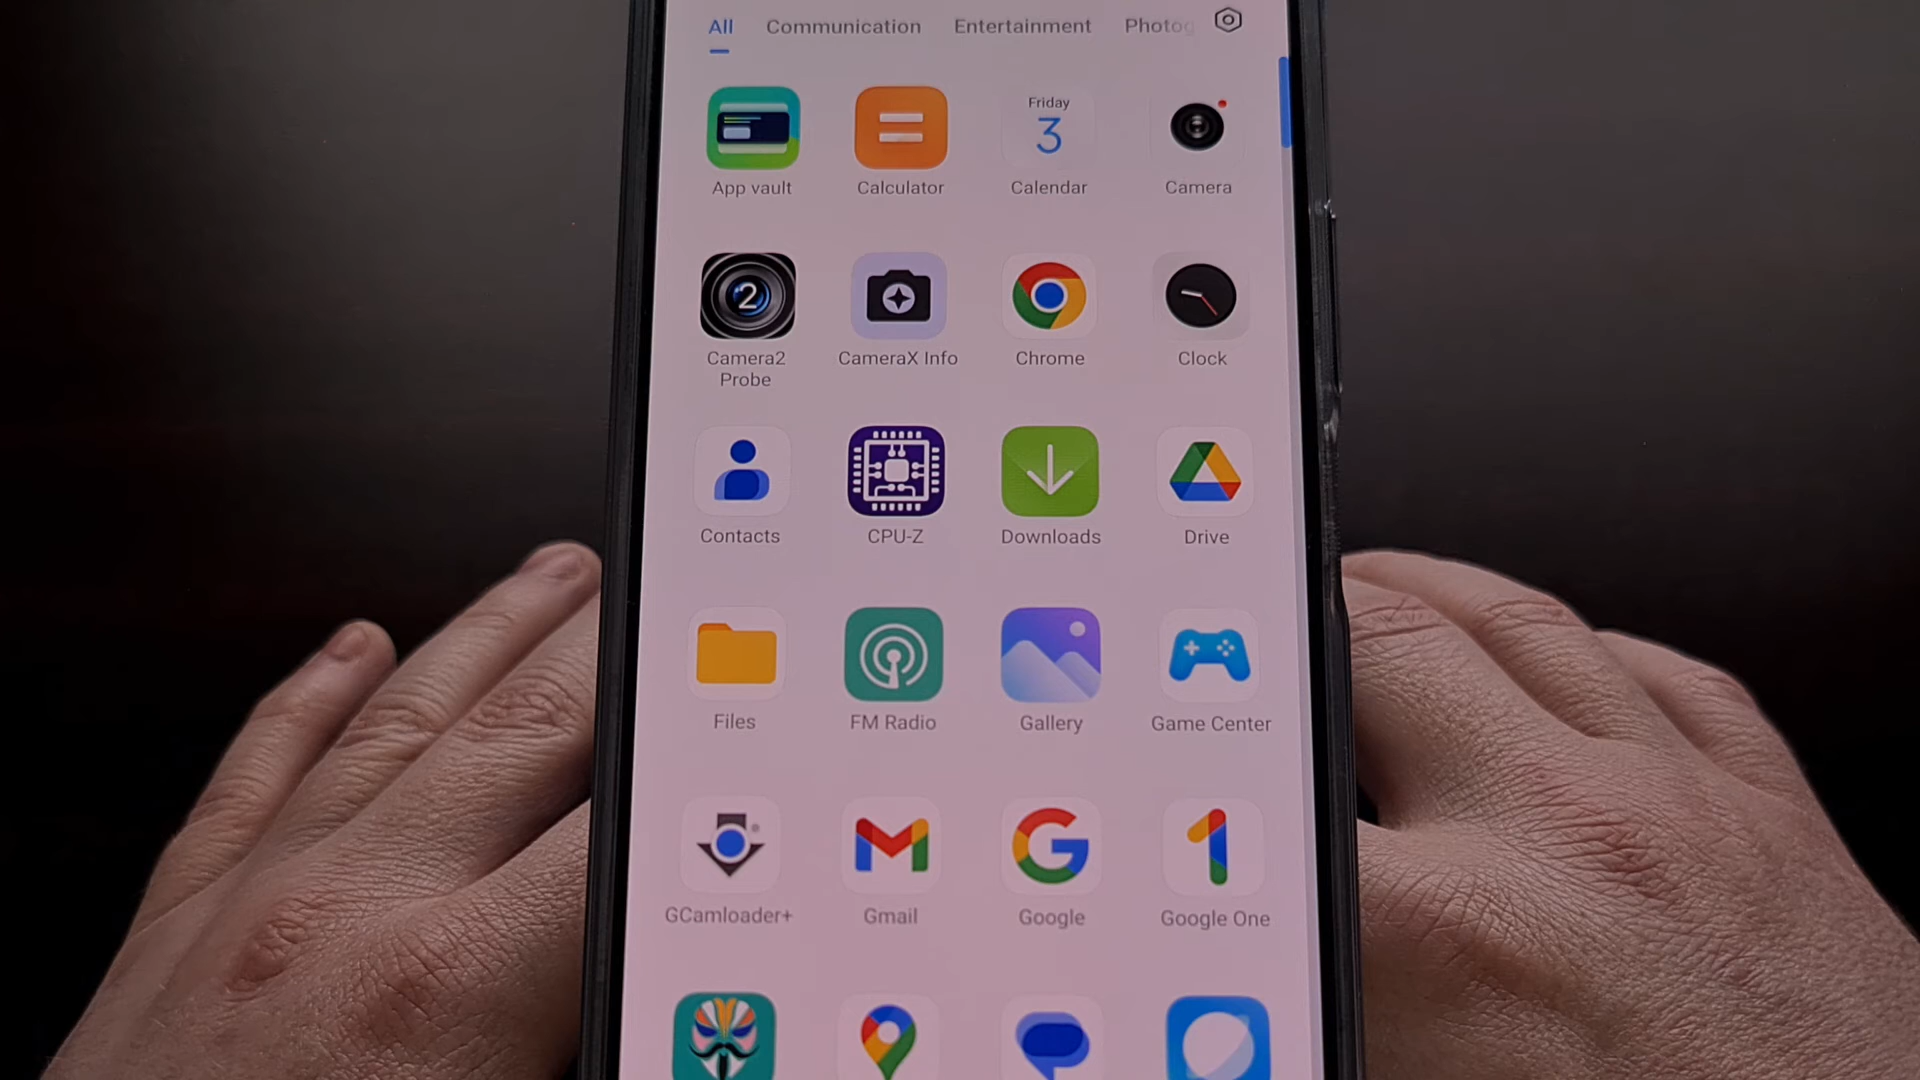 All Communication Entertainment Photog
Friday
3
App vault Calculator Calendar Camera
2
Camera2 CameraX Info Chrome Clock
Probe
Contacts CPU-Z Downloads Drive
Files FM Radio Gallery Game Center
GCamloader+ Gmail Google Google One